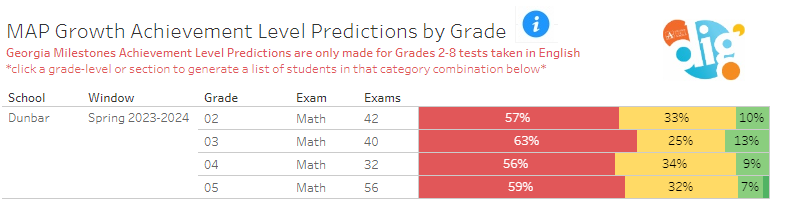 MAP Growth Achievement Level Predictions by Grade i
Georgia Milestones Achievement Level Predictions are only made for Grades 2-8 tests taken in English
*click a grade-level or section to generate a list of students in that category combination below*
dig
School Window Grade Exam Exams
Dunbar Spring 2023-2024 02 Math 42 57% 33% 10%
03 Math 40 63% 25% 13%
04 Math 32 56% 34% 9%
05 Math 56 59% 32% 7%